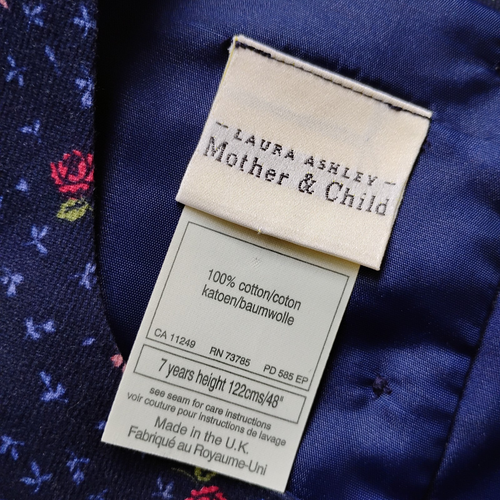 - LAURA ASHLEY -
Mother & Child
100% cotton/coton
katoen/baumwolle
CA 11249 RN 73785 PD 585 EP
7 years height 122cms/48"
see seam for care instructions
voir couture pour instructions de lavage
Made in the U.K.
Fabriqué au Royaume-Uni